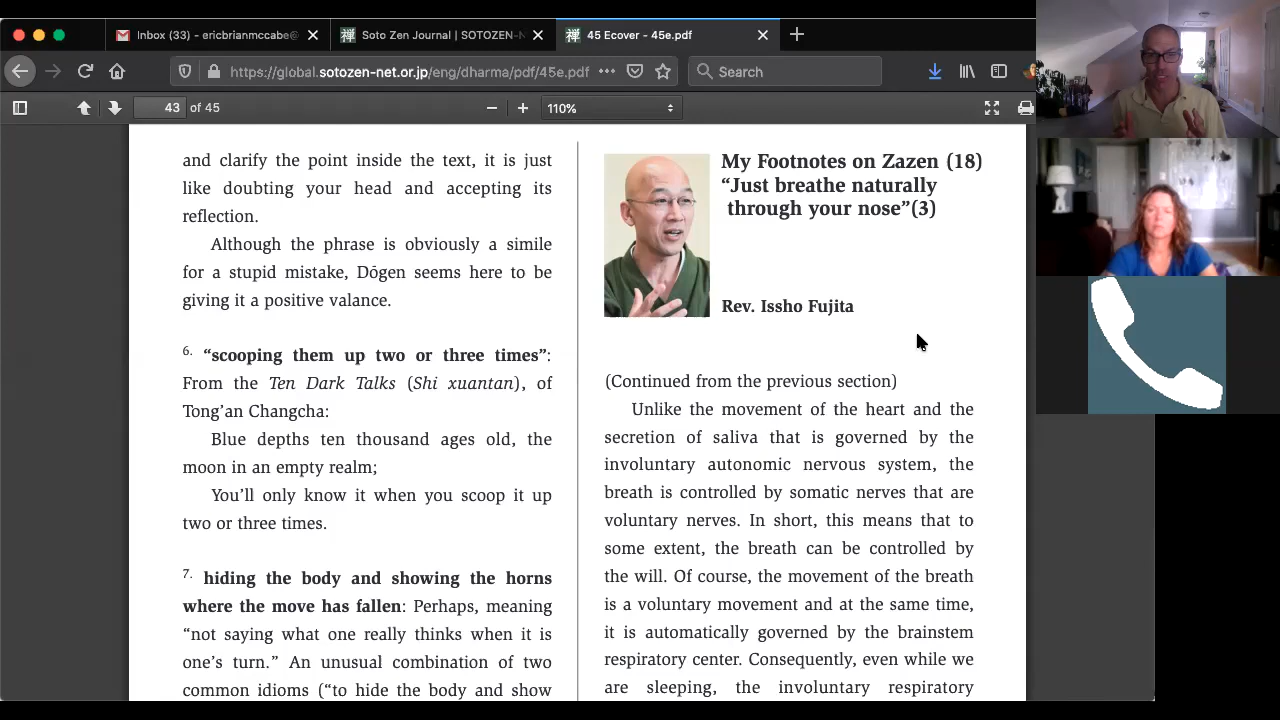 Inbox (33) - ericbrianmccabe@
Soto Zen Journal | SOTOZEN-N
45 Ecover - 45e.pdf
https://global.sotozen-net.or.jp/eng/dharma/pdf/45e.pdf
Search
43 of 45
110%
and clarify the point inside the text, it is just
like doubting your head and accepting its
reflection.
Although the phrase is obviously a simile
for a stupid mistake, Dōgen seems here to be
giving it a positive valance.
6. “scooping them up two or three times”:
From the Ten Dark Talks (Shi xuantan), of
Tong’an Changcha:
Blue depths ten thousand ages old, the
moon in an empty realm;
You’ll only know it when you scoop it up
two or three times.
7. hiding the body and showing the horns
where the move has fallen: Perhaps, meaning
“not saying what one really thinks when it is
one’s turn.” An unusual combination of two
common idioms (“to hide the body and show
My Footnotes on Zazen (18)
“Just breathe naturally
through your nose”(3)
Rev. Issho Fujita
(Continued from the previous section)
Unlike the movement of the heart and the
secretion of saliva that is governed by the
involuntary autonomic nervous system, the
breath is controlled by somatic nerves that are
voluntary nerves. In short, this means that to
some extent, the breath can be controlled by
the will. Of course, the movement of the breath
is a voluntary movement and at the same time,
it is automatically governed by the brainstem
respiratory center. Consequently, even while we
are sleeping, the involuntary respiratory